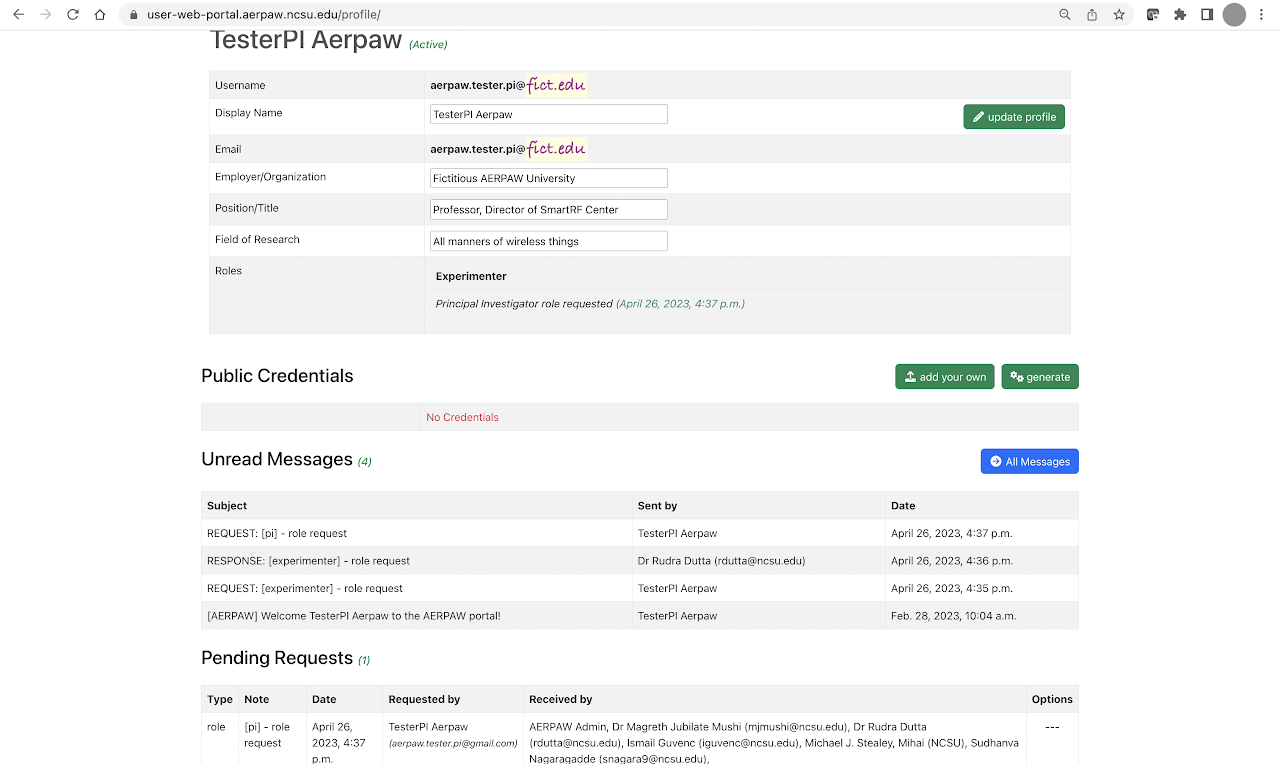 user-web-portal.aerpaw.ncsu.edu/profile/
TesterPI Aerpaw (Active)
Username aerpaw.tester.pi@fict.edu
Display Name TesterPI Aerpaw update profile
Email aerpaw.tester.pi@fict.edu
Employer/Organization Fictitious AERPAW University
Position/Title Professor, Director of SmartRF Center
Field of Research All manners of wireless things
Roles Experimenter
Principal Investigator role requested (April 26, 2023, 4:37 p.m.)
Public Credentials add your own generate
No Credentials
Unread Messages (4) All Messages
Subject Sent by Date
REQUEST: [pi] - role request TesterPI Aerpaw April 26, 2023, 4:37 p.m.
RESPONSE: [experimenter] - role request Dr Rudra Dutta (rdutta@ncsu.edu) April 26, 2023, 4:36 p.m.
REQUEST: [experimenter] - role request TesterPI Aerpaw April 26, 2023, 4:35 p.m.
[AERPAW] Welcome TesterPI Aerpaw to the AERPAW portal! TesterPI Aerpaw Feb. 28, 2023, 10:04 a.m.
Pending Requests (1)
Type Note Date Requested by Received by Options
role [pi] - role April 26, TesterPI Aerpaw AERPAW Admin, Dr Magreth Jubilate Mushi (mjmushi@ncsu.edu), Dr Rudra Dutta ---
request 2023, 4:37 (aerpaw.tester.pi@gmail.com) (rdutta@ncsu.edu), Ismail Guvenc (iguvenc@ncsu.edu), Michael J. Stealey, Mihai (NCSU), Sudhanva
p.m. Nagaragadde (snagara9@ncsu.edu),